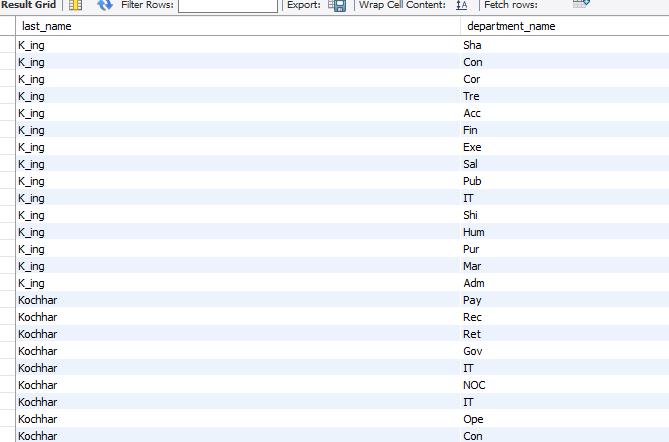 Result Grid Filter Rows: Export: Wrap Cell Content: Fetch rows:
last_name department_name
K_ing Sha
K_ing Con
K_ing Cor
K_ing Tre
K_ing Acc
K_ing Fin
K_ing Exe
K_ing Sal
K_ing Pub
K_ing IT
K_ing Shi
K_ing Hum
K_ing Pur
K_ing Mar
K_ing Adm
Kochhar Pay
Kochhar Rec
Kochhar Ret
Kochhar Gov
Kochhar IT
Kochhar NOC
Kochhar IT
Kochhar Ope
Kochhar Con